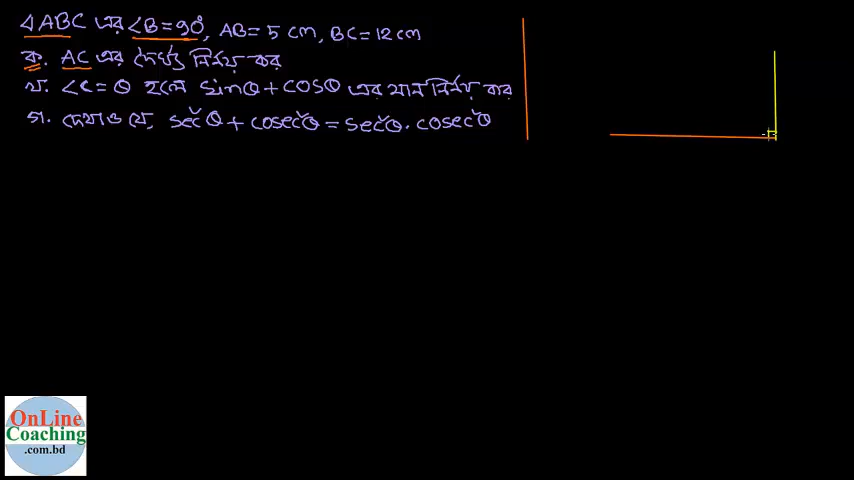 ⊿ABC এর ∠B = 90°, AB = 5 cm, BC = 12 cm
ক. AC এর দৈর্ঘ্য নির্ণয় কর
খ. ∠C = θ হলে sinθ + cosθ এর মান নির্ণয় কর
গ. দেখাও যে, sec²θ + cosec²θ = sec²θ. cosec²θ
OnLine
Coaching
.com.bd